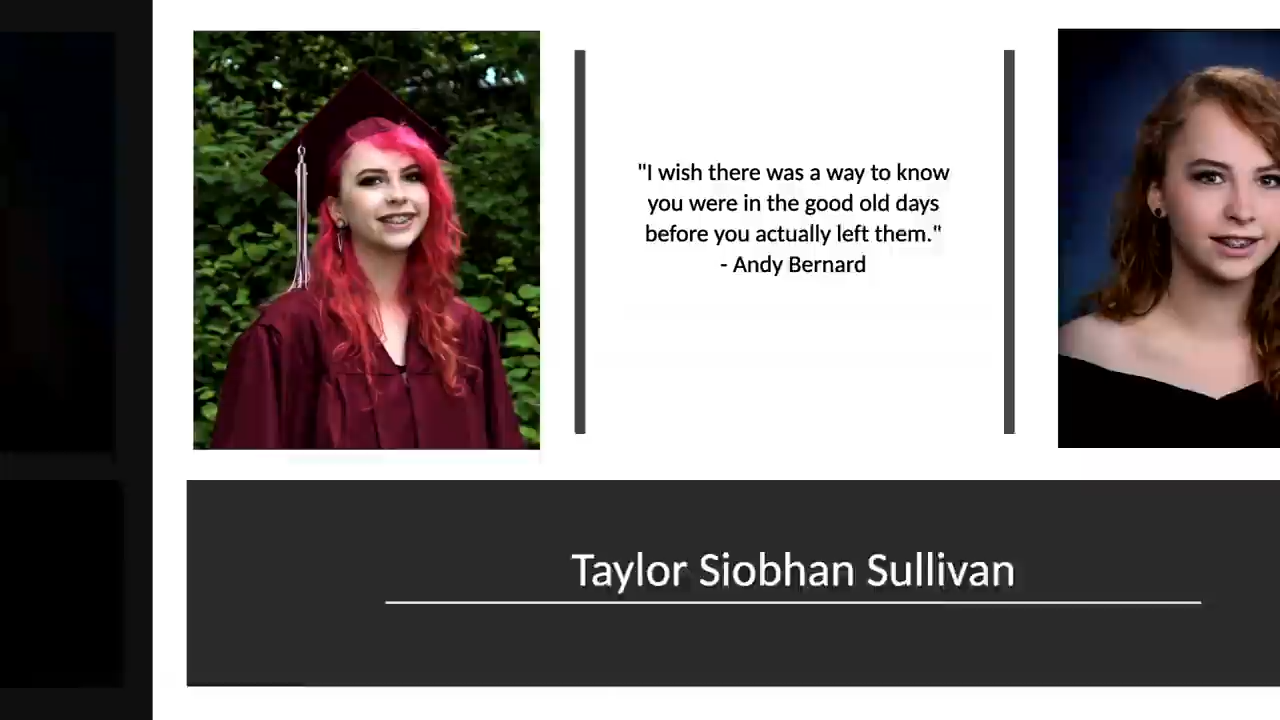 "I wish there was a way to know
you were in the good old days
before you actually left them."
- Andy Bernard
Taylor Siobhan Sullivan